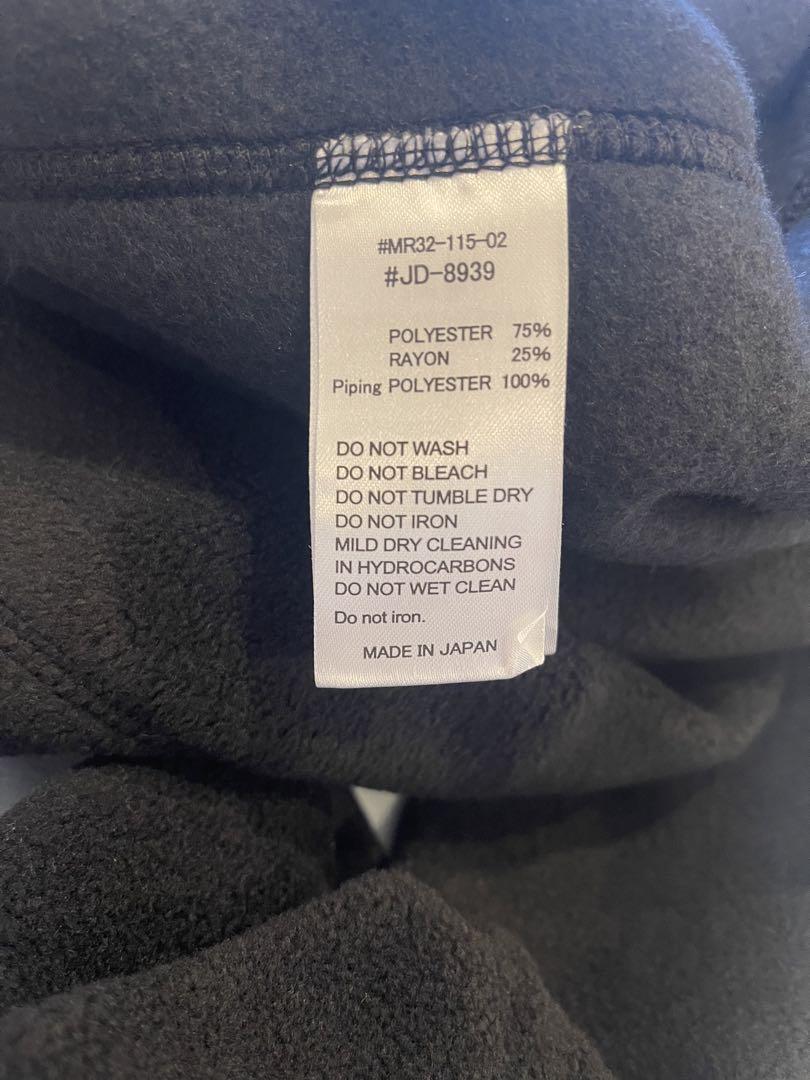 #MR32-115-02
#JD-8939
POLYESTER 75%
RAYON 25%
Piping POLYESTER 100%
DO NOT WASH
DO NOT BLEACH
DO NOT TUMBLE DRY
DO NOT IRON
MILD DRY CLEANING
IN HYDROCARBONS
DO NOT WET CLEAN
Do not iron.
MADE IN JAPAN